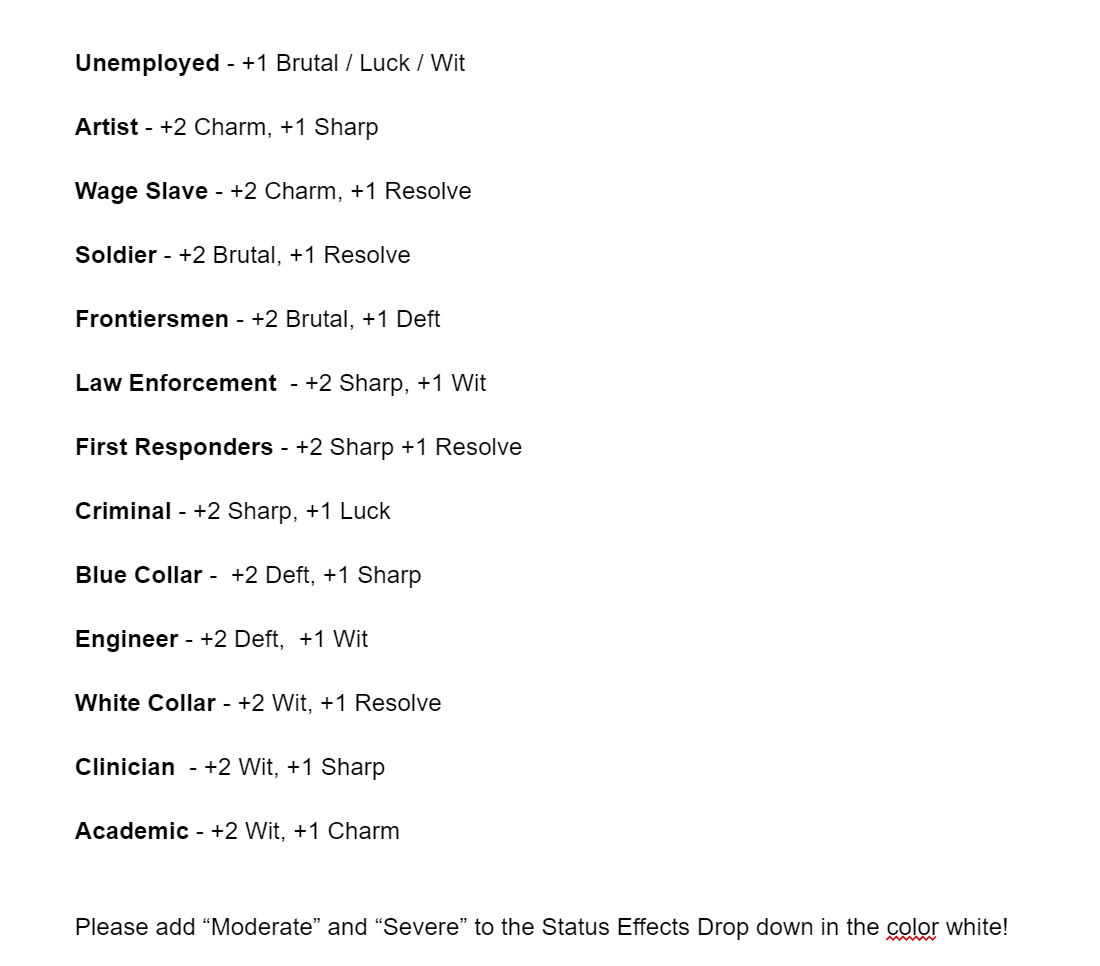 Unemployed - +1 Brutal / Luck / Wit
Artist - +2 Charm, +1 Sharp
Wage Slave - +2 Charm, +1 Resolve
Soldier - +2 Brutal, +1 Resolve
Frontiersmen - +2 Brutal, +1 Deft
Law Enforcement  - +2 Sharp, +1 Wit
First Responders - +2 Sharp +1 Resolve
Criminal - +2 Sharp, +1 Luck
Blue Collar -  +2 Deft, +1 Sharp
Engineer - +2 Deft,  +1 Wit
White Collar - +2 Wit, +1 Resolve
Clinician  - +2 Wit, +1 Sharp
Academic - +2 Wit, +1 Charm
Please add “Moderate” and “Severe” to the Status Effects Drop down in the color white!